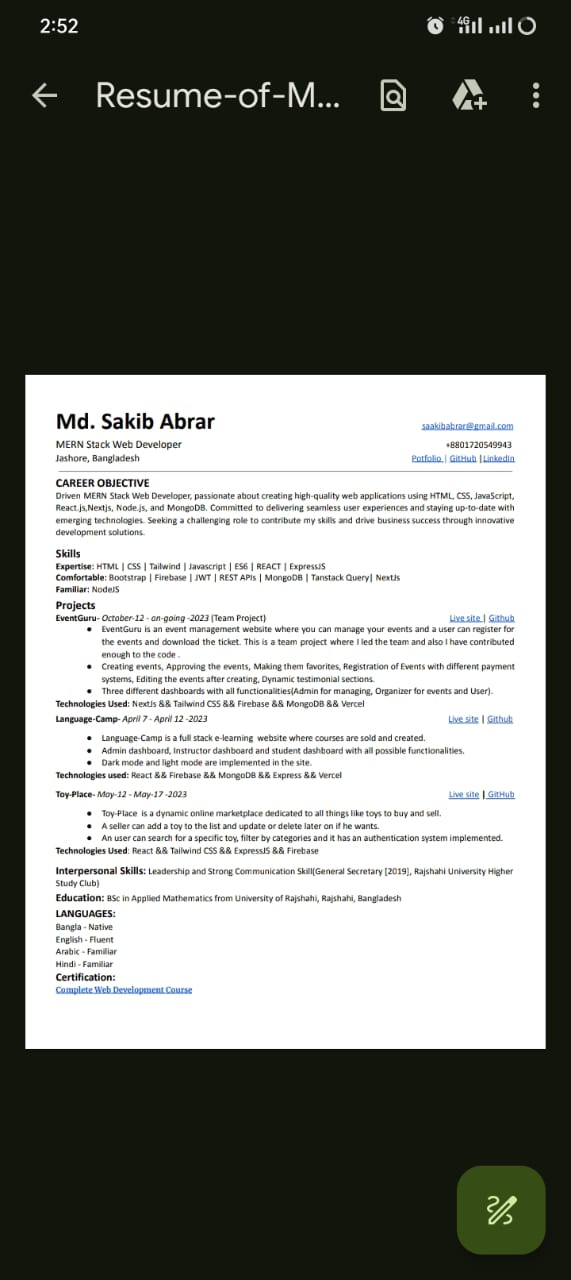 2:52
4G
Resume-of-M...
Md. Sakib Abrar
saakibabrar@gmail.com
MERN Stack Web Developer
+8801720549943
Jashore, Bangladesh
Potfolio | GitHub | LinkedIn
CAREER OBJECTIVE
Driven MERN Stack Web Developer, passionate about creating high-quality web applications using HTML, CSS, JavaScript,
React.js,Nextjs, Node.js, and MongoDB. Committed to delivering seamless user experiences and staying up-to-date with
emerging technologies. Seeking a challenging role to contribute my skills and drive business success through innovative
development solutions.
Skills
Expertise: HTML | CSS | Tailwind | Javascript | ES6 | REACT | ExpressJS
Comfortable: Bootstrap | Firebase | JWT | REST APIs | MongoDB | Tanstack Query| NextJs
Familiar: NodeJS
Projects
EventGuru- October-12 - on-going -2023 (Team Project) Live site | Github
• EventGuru is an event management website where you can manage your events and a user can register for
the events and download the ticket. This is a team project where I led the team and also I have contributed
enough to the code .
• Creating events, Approving the events, Making them favorites, Registration of Events with different payment
systems, Editing the events after creating, Dynamic testimonial sections.
• Three different dashboards with all functionalities(Admin for managing, Organizer for events and User).
Technologies Used: NextJs && Tailwind CSS && Firebase && MongoDB && Vercel
Language-Camp- April 7 - April 12 -2023 Live site | Github
• Language-Camp is a full stack e-learning website where courses are sold and created.
• Admin dashboard, Instructor dashboard and student dashboard with all possible functionalities.
• Dark mode and light mode are implemented in the site.
Technologies used: React && Firebase && MongoDB && Express && Vercel
Toy-Place- May-12 - May-17 -2023 Live site | GitHub
• Toy-Place is a dynamic online marketplace dedicated to all things like toys to buy and sell.
• A seller can add a toy to the list and update or delete later on if he wants.
• An user can search for a specific toy, filter by categories and it has an authentication system implemented.
Technologies Used: React && Tailwind CSS && ExpressJS && Firebase
Interpersonal Skills: Leadership and Strong Communication Skill(General Secretary [2019], Rajshahi University Higher
Study Club)
Education: BSc in Applied Mathematics from University of Rajshahi, Rajshahi, Bangladesh
LANGUAGES:
Bangla - Native
English - Fluent
Arabic - Familiar
Hindi - Familiar
Certification:
Complete Web Development Course